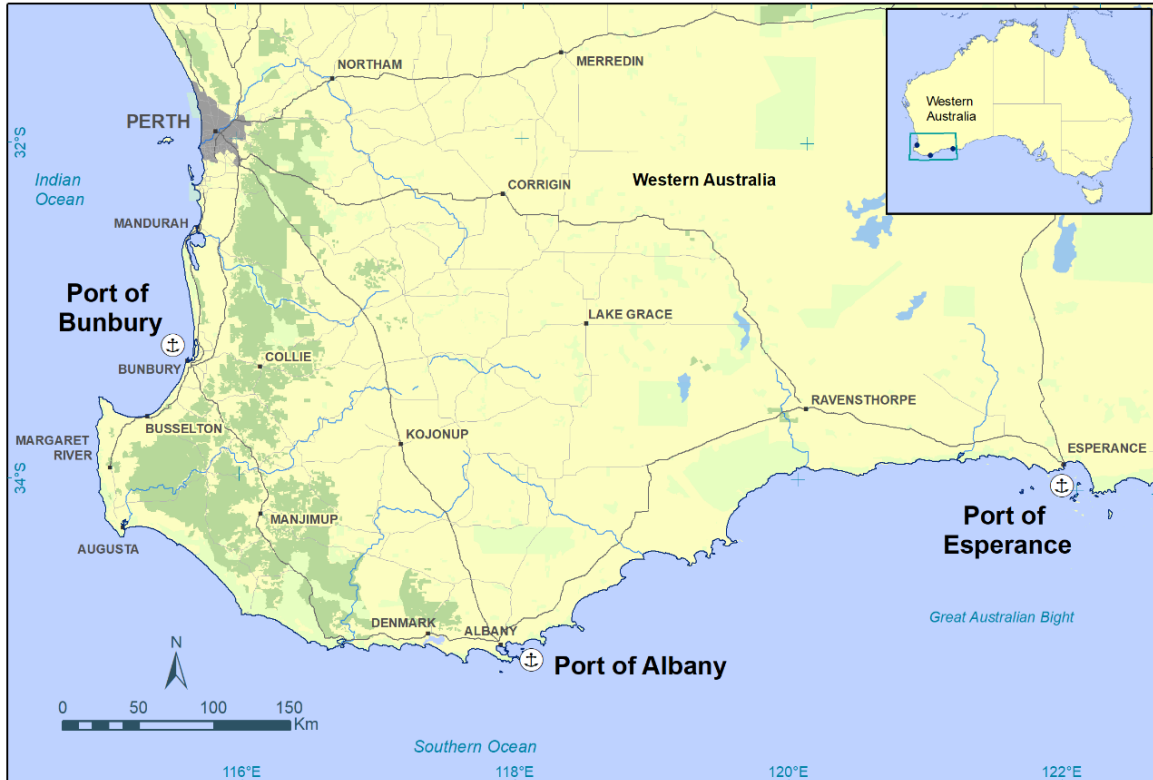 NORTHAM
MERREDIN
Western
Australia
PERTH
32°S
Indian
Ocean
CORRIGIN
Western Australia
MANDURAH
Port of
Bunbury
LAKE GRACE
BUNBURY
COLLIE
RAVENSTHORPE
BUSSELTON
MARGARET
RIVER
KOJONUP
ESPERANCE
34°S
MANJIMUP
Port of
Esperance
AUGUSTA
Great Australian Bight
DENMARK
ALBANY
Port of Albany
N
0 50 100 150
Km
Southern Ocean
116°E 118°E 120°E 122°E